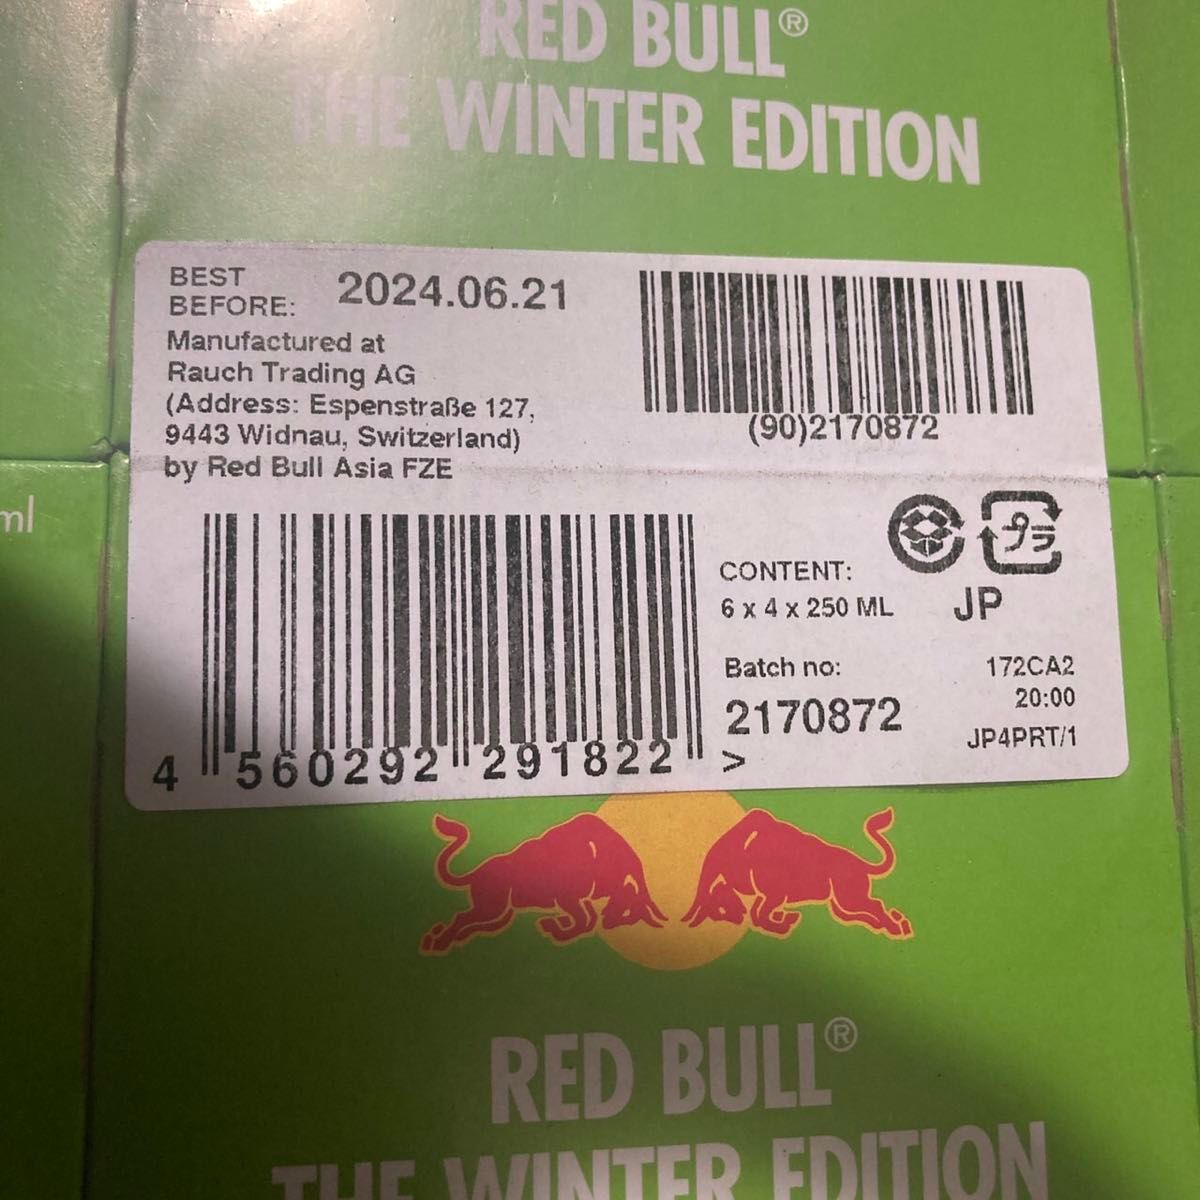 RED BULL®
THE WINTER EDITION
BEST
BEFORE: 2024.06.21
Manufactured at
Rauch Trading AG
(Address: Espenstraße 127,
9443 Widnau, Switzerland)
by Red Bull Asia FZE
(90)2170872
ml
プラ
CONTENT:
6 x 4 x 250 ML
JP
Batch no:
2170872
172CA2
20:00
JP4PRT/1
4 560292 291822 >
RED BULL®
THE WINTER EDITION